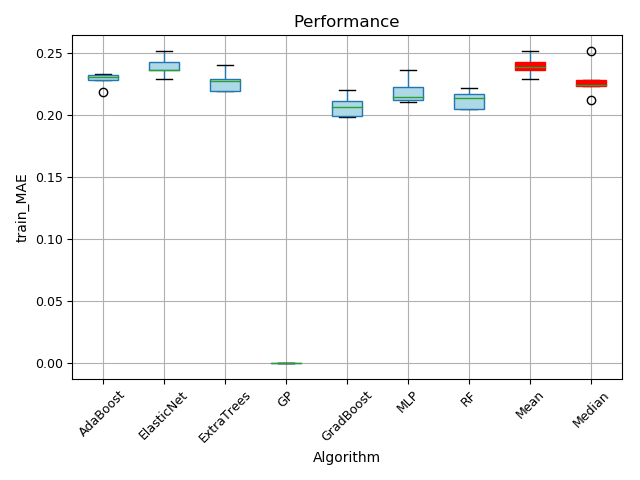 Performance
train_MAE
0.25
0.20
0.15
0.10
0.05
0.00
AdaBoost
ElasticNet
ExtraTrees
GP
GradBoost
MLP
RF
Mean
Median
Algorithm